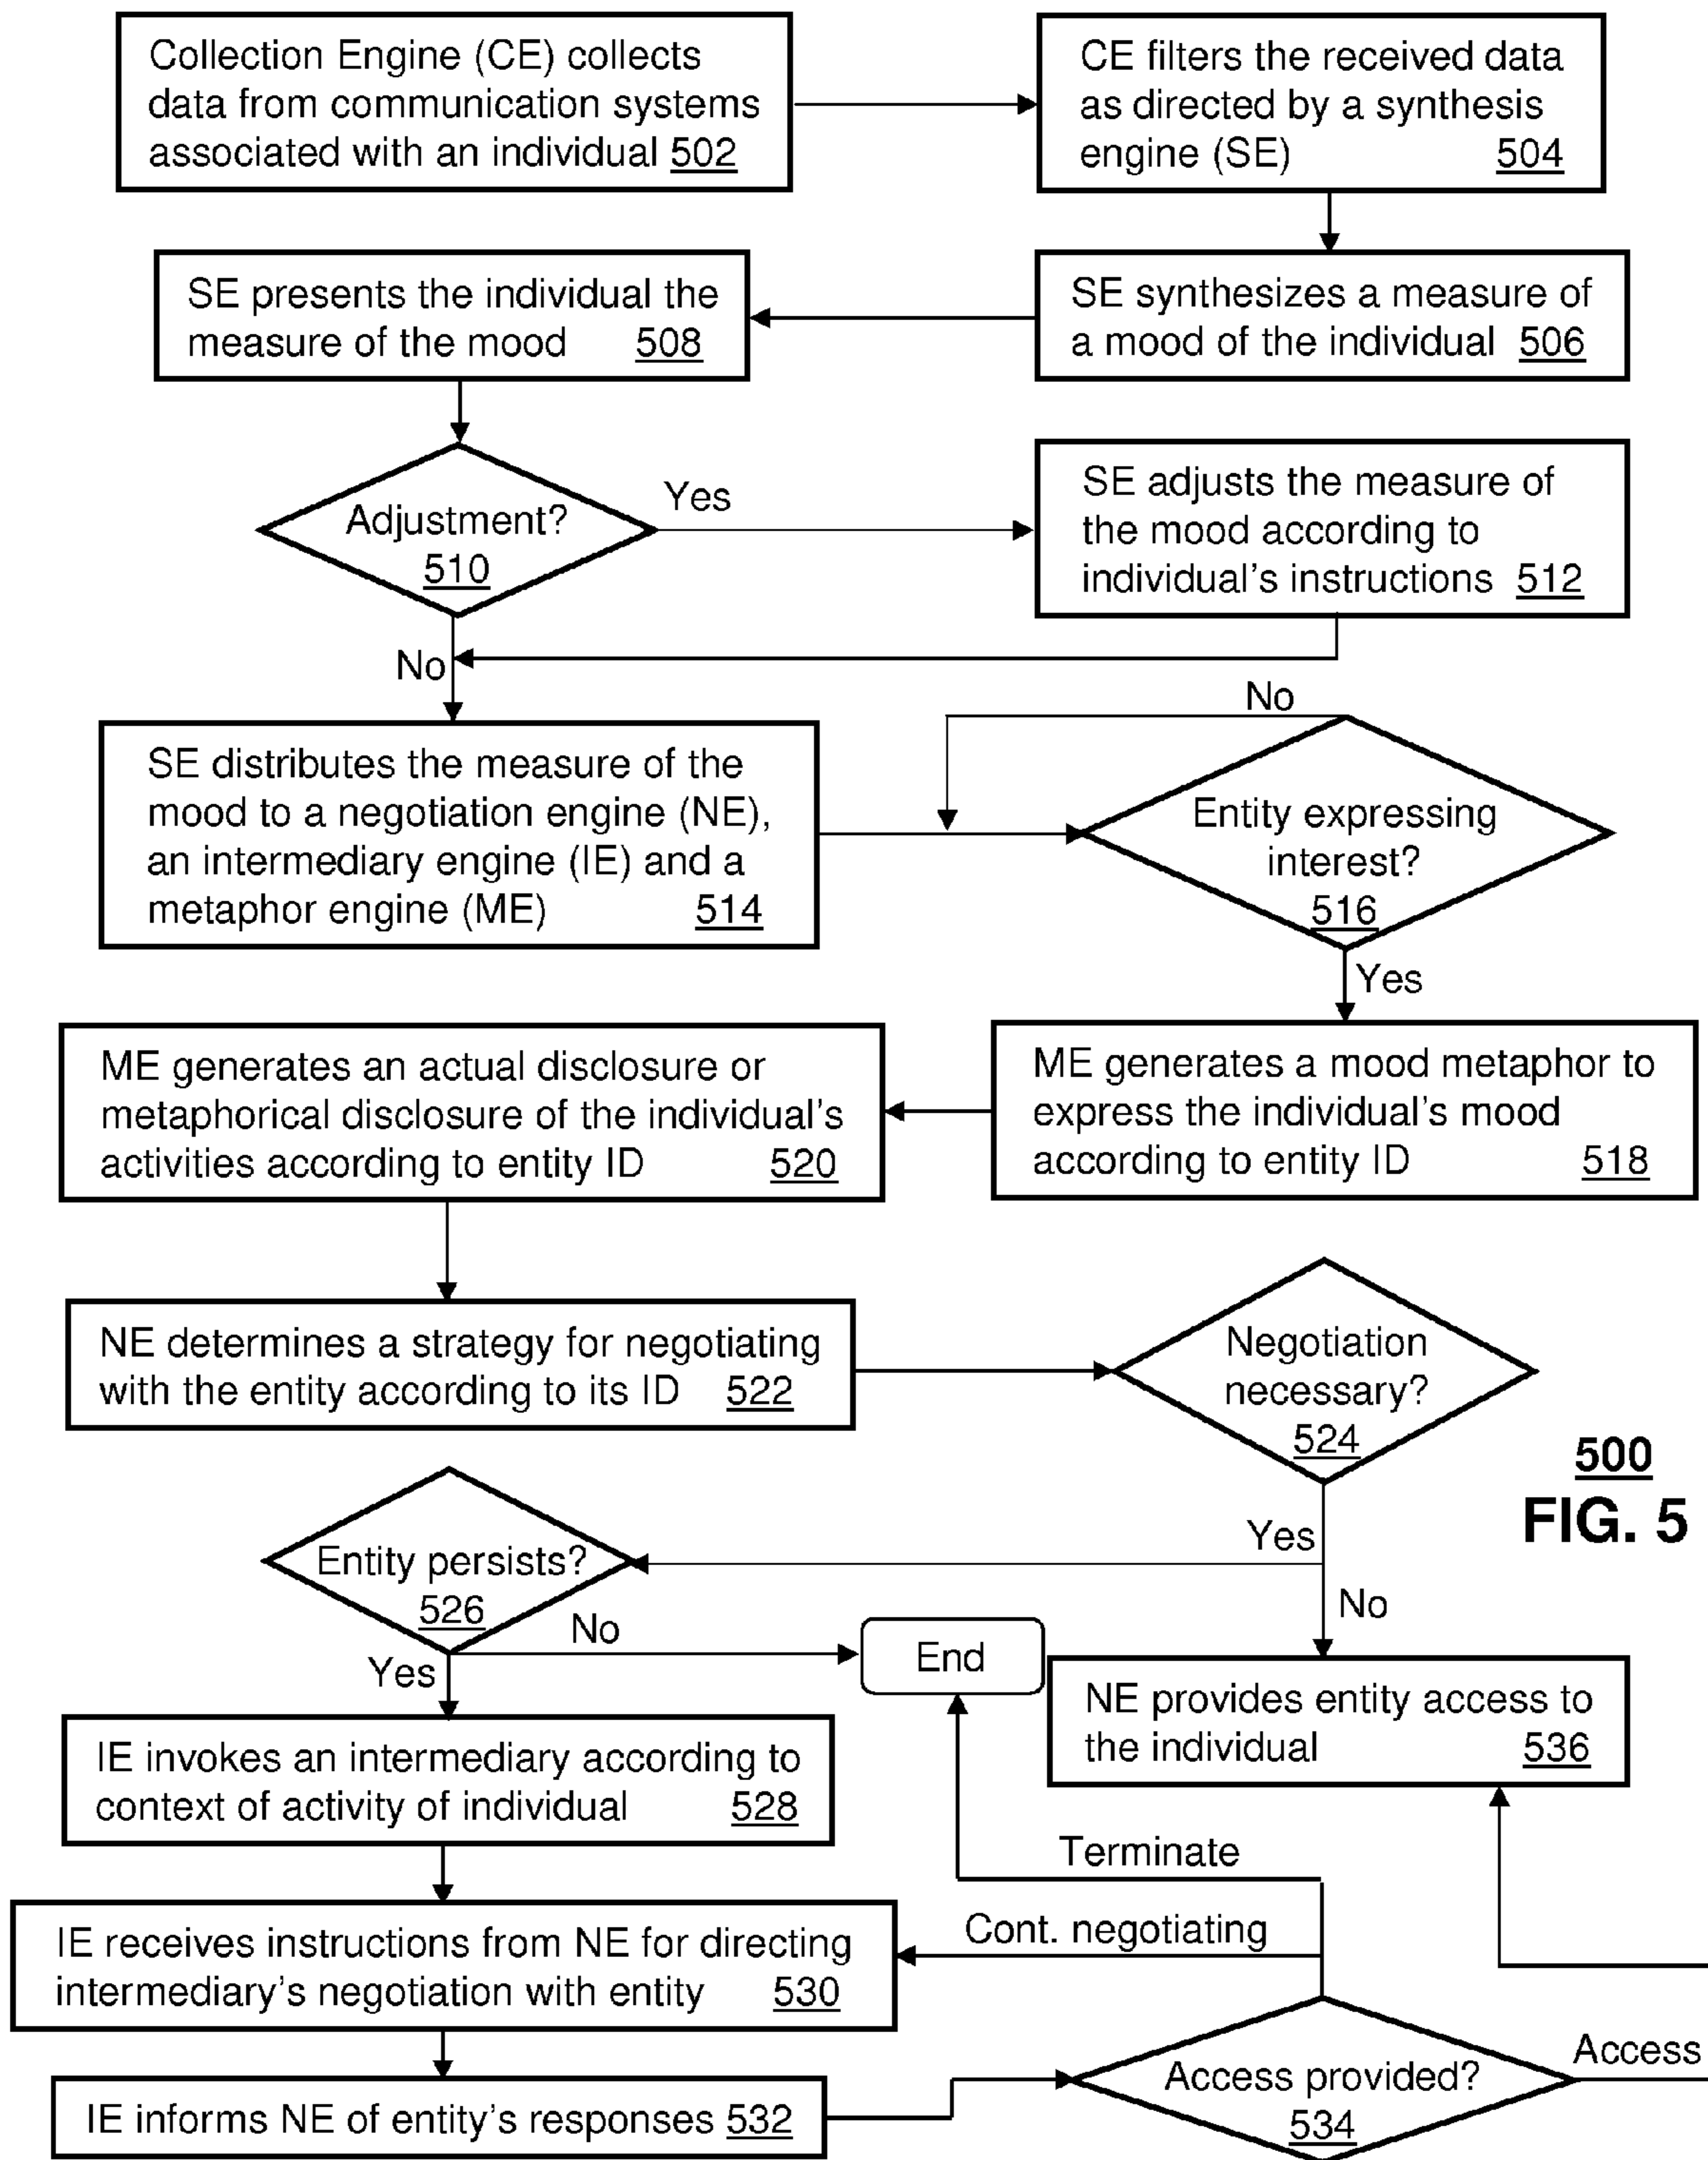 Collection Engine (CE) collects
data from communication systems
associated with an individual 502
CE filters the received data
as directed by a synthesis
engine (SE) 504
SE presents the individual the
measure of the mood 508
SE synthesizes a measure of
a mood of the individual 506
Adjustment?
510
Yes
No
SE adjusts the measure of
the mood according to
individual's instructions 512
SE distributes the measure of the
mood to a negotiation engine (NE),
an intermediary engine (IE) and a
metaphor engine (ME) 514
No
Entity expressing
interest?
516
Yes
ME generates an actual disclosure or
metaphorical disclosure of the individual's
activities according to entity ID 520
ME generates a mood metaphor to
express the individual's mood
according to entity ID 518
NE determines a strategy for negotiating
with the entity according to its ID 522
Negotiation
necessary?
524
500
FIG. 5
Yes
No
Entity persists?
526
No
Yes
End
NE provides entity access to
the individual 536
IE invokes an intermediary according to
context of activity of individual 528
Terminate
Cont. negotiating
IE receives instructions from NE for directing
intermediary's negotiation with entity 530
Access
Access provided?
534
IE informs NE of entity's responses 532